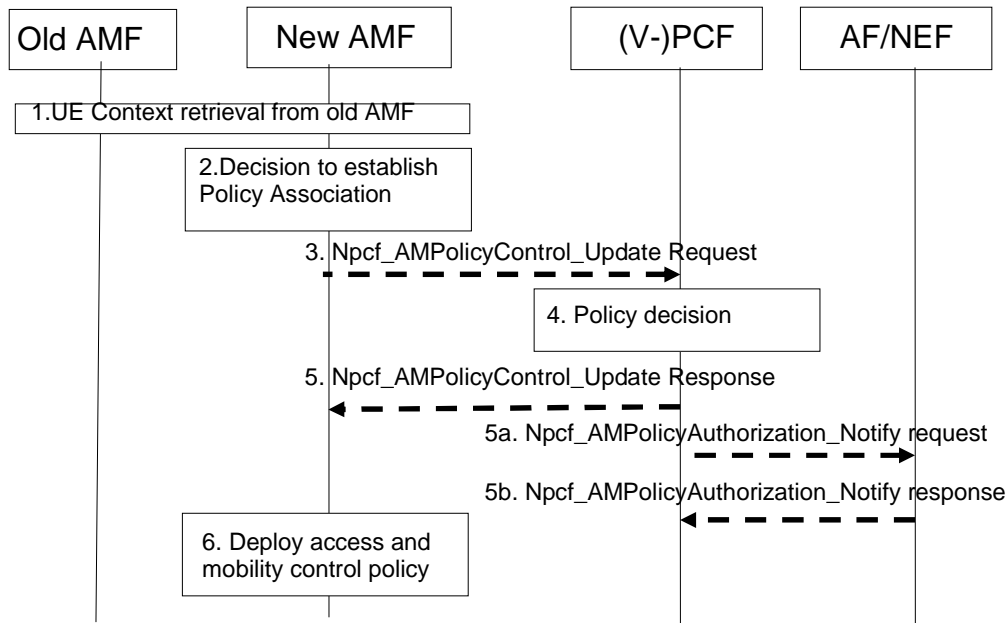 Old AMF
New AMF
(V-)PCF
AF/NEF
1.UE Context retrieval from old AMF
2.Decision to establish
Policy Association
3. Npcf_AMPolicyControl_Update Request
4. Policy decision
5. Npcf_AMPolicyControl_Update Response
5a. Npcf_AMPolicyAuthorization_Notify request
5b. Npcf_AMPolicyAuthorization_Notify response
6. Deploy access and
mobility control policy